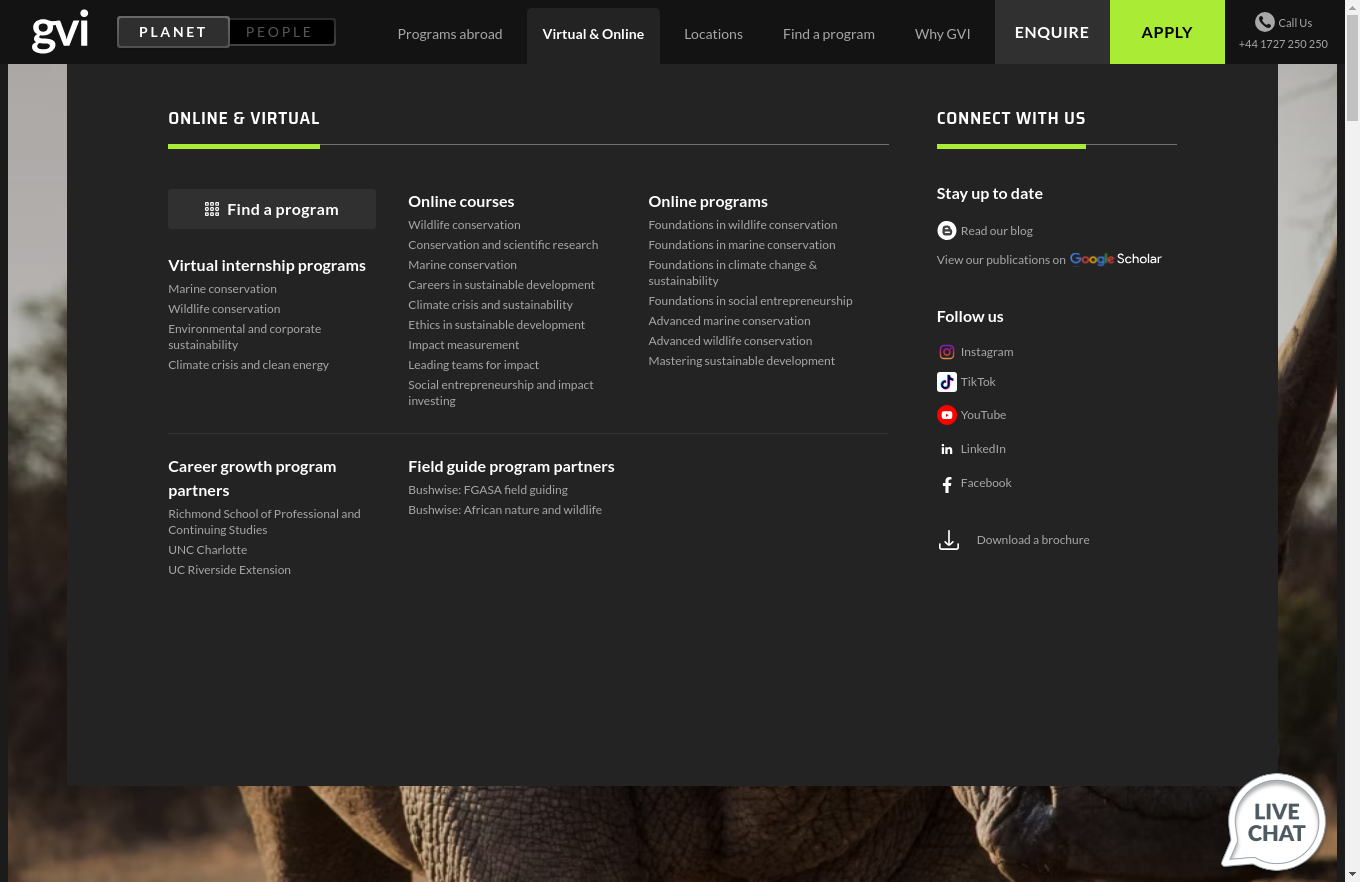 gvi
PLANET
PEOPLE
Programs abroad
Virtual & Online
Locations
Find a program
Why GVI
ENQUIRE
APPLY
Call Us
+44 1727 250 250
ONLINE & VIRTUAL
Find a program
Virtual internship programs
Marine conservation
Wildlife conservation
Environmental and corporate
sustainability
Climate crisis and clean energy
Online courses
Wildlife conservation
Conservation and scientific research
Marine conservation
Careers in sustainable development
Climate crisis and sustainability
Ethics in sustainable development
Impact measurement
Leading teams for impact
Social entrepreneurship and impact
investing
Online programs
Foundations in wildlife conservation
Foundations in marine conservation
Foundations in climate change &
sustainability
Foundations in social entrepreneurship
Advanced marine conservation
Advanced wildlife conservation
Mastering sustainable development
Career growth program
partners
Richmond School of Professional and
Continuing Studies
UNC Charlotte
UC Riverside Extension
Field guide program partners
Bushwise: FGASA field guiding
Bushwise: African nature and wildlife
CONNECT WITH US
Stay up to date
Read our blog
View our publications on Google Scholar
Follow us
Instagram
TikTok
YouTube
LinkedIn
Facebook
Download a brochure
LIVE
CHAT